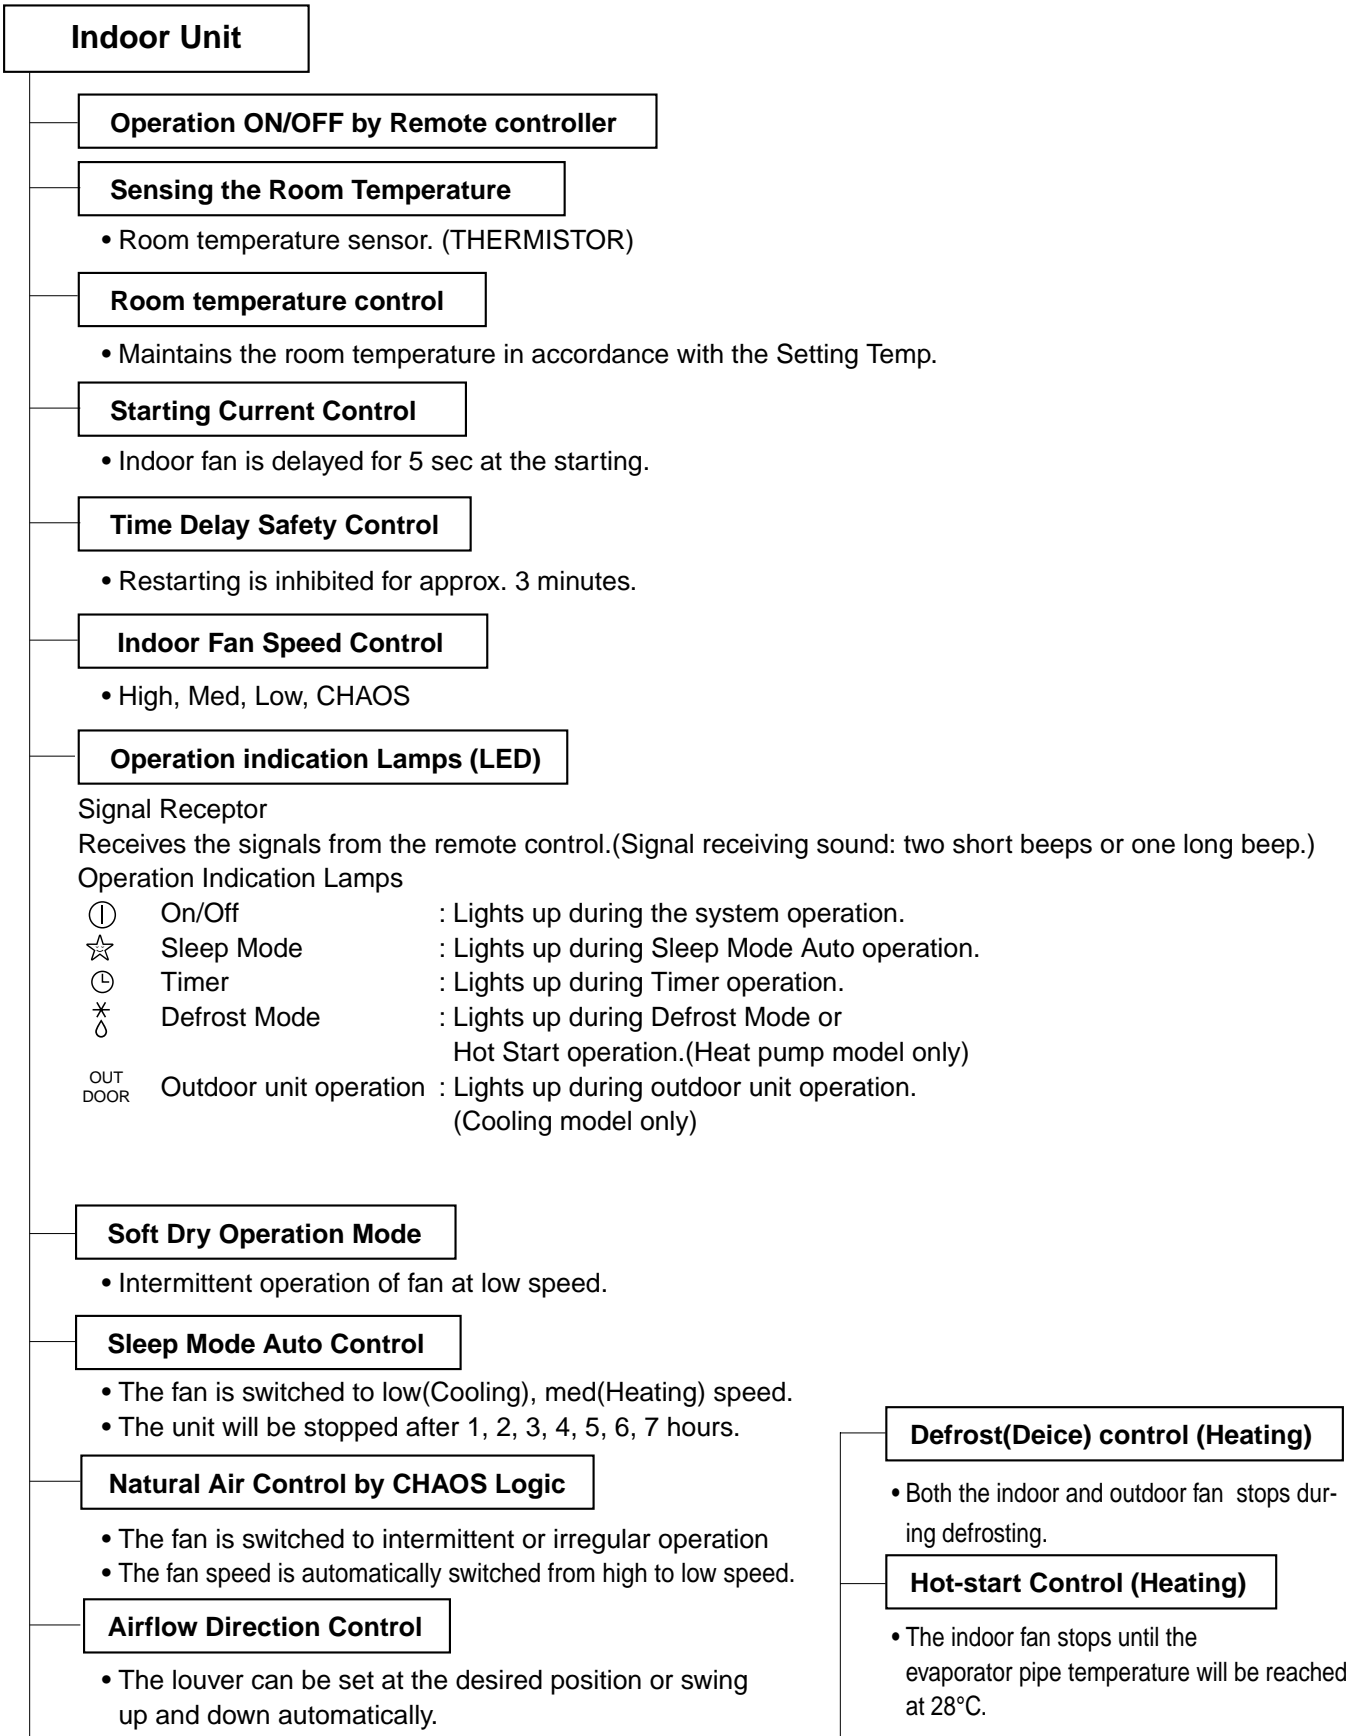 Indoor Unit
Operation ON/OFF by Remote controller
Sensing the Room Temperature
• Room temperature sensor. (THERMISTOR)
Room temperature control
• Maintains the room temperature in accordance with the Setting Temp.
Starting Current Control
• Indoor fan is delayed for 5 sec at the starting.
Time Delay Safety Control
• Restarting is inhibited for approx. 3 minutes.
Indoor Fan Speed Control
• High, Med, Low, CHAOS
Operation indication Lamps (LED)
Signal Receptor
Receives the signals from the remote control.(Signal receiving sound: two short beeps or one long beep.)
Operation Indication Lamps
On/Off : Lights up during the system operation.
Sleep Mode : Lights up during Sleep Mode Auto operation.
Timer : Lights up during Timer operation.
Defrost Mode : Lights up during Defrost Mode or
Hot Start operation.(Heat pump model only)
OUT
DOOR
Outdoor unit operation : Lights up during outdoor unit operation.
(Cooling model only)
Soft Dry Operation Mode
• Intermittent operation of fan at low speed.
Sleep Mode Auto Control
• The fan is switched to low(Cooling), med(Heating) speed.
• The unit will be stopped after 1, 2, 3, 4, 5, 6, 7 hours.
Natural Air Control by CHAOS Logic
• The fan is switched to intermittent or irregular operation
• The fan speed is automatically switched from high to low speed.
Airflow Direction Control
• The louver can be set at the desired position or swing
up and down automatically.
Defrost(Deice) control (Heating)
• Both the indoor and outdoor fan stops dur-
ing defrosting.
Hot-start Control (Heating)
• The indoor fan stops until the
evaporator pipe temperature will be reached
at 28°C.